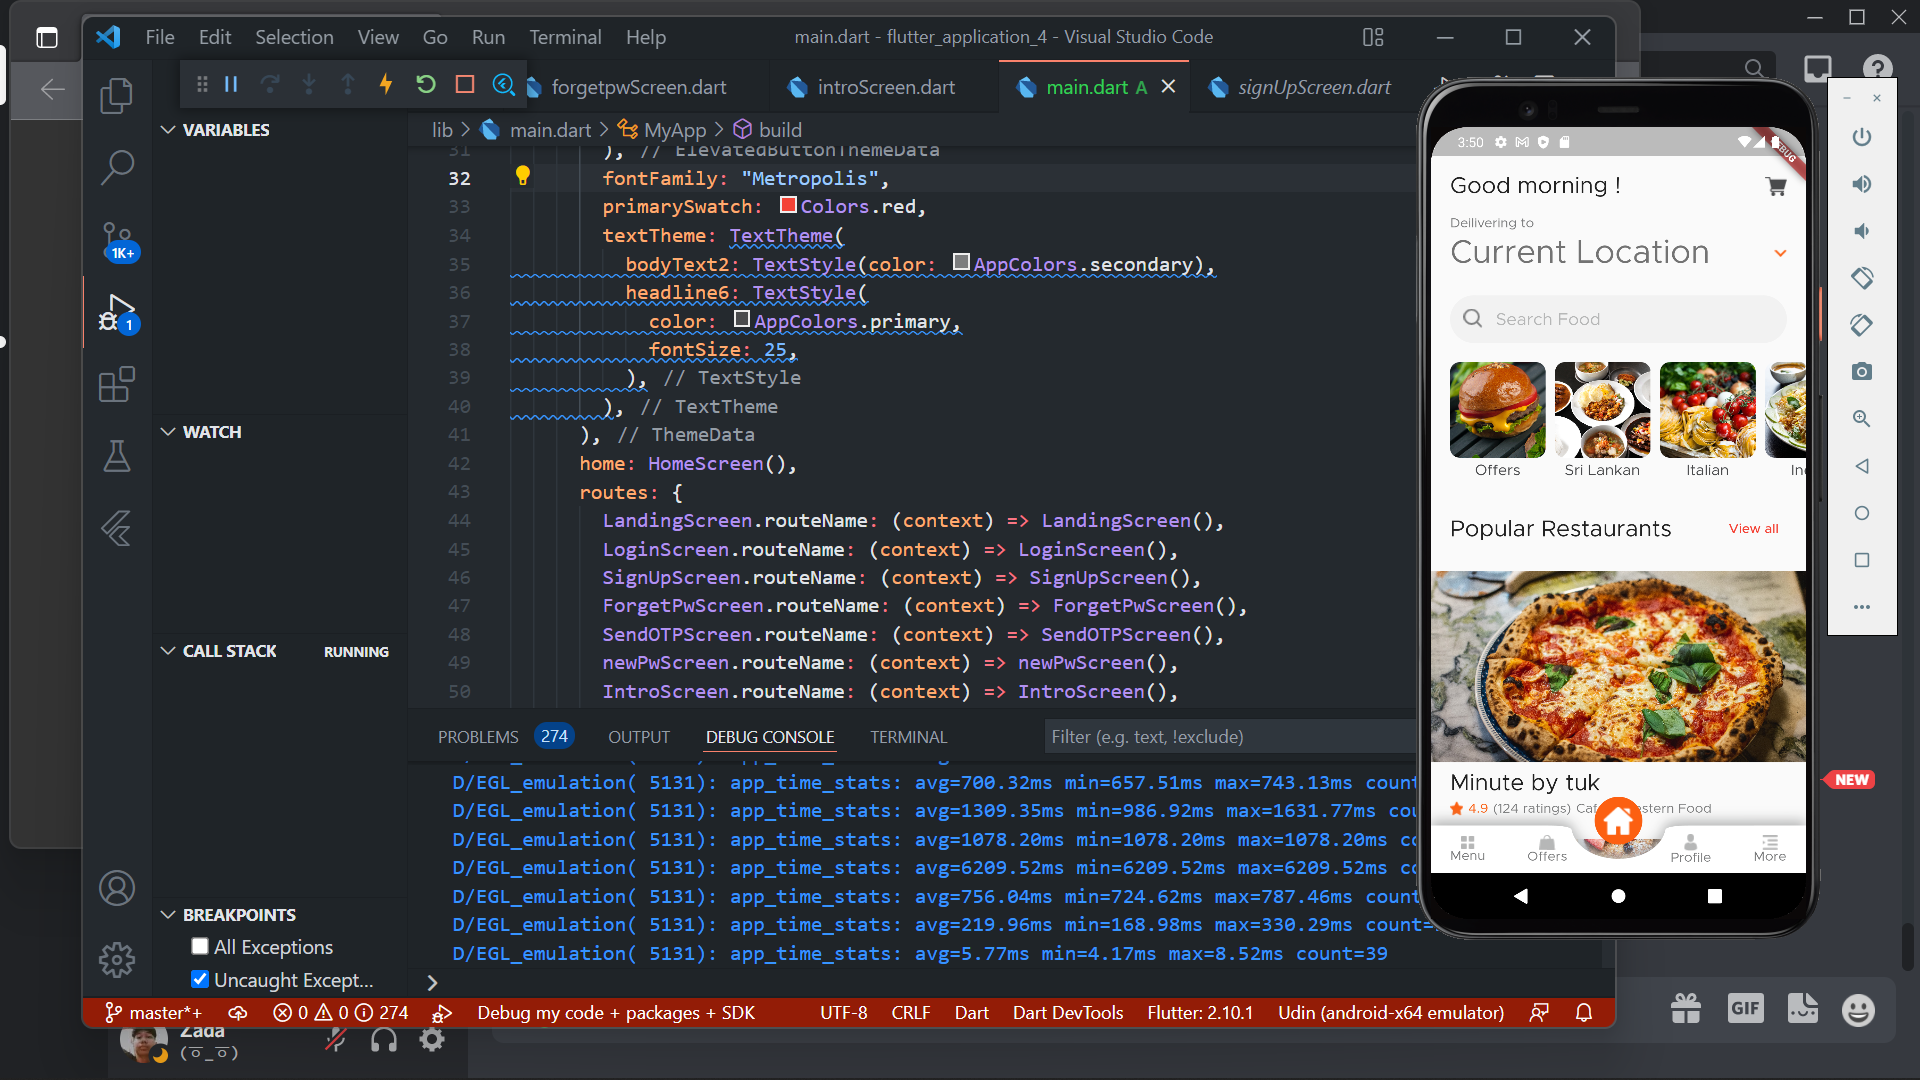 File Edit Selection View Go Run Terminal Help
main.dart - flutter_application_4 - Visual Studio Code
forgetpwScreen.dart
introScreen.dart
main.dart A
signUpScreen.dart
lib > main.dart > MyApp > build
VARIABLES
WATCH
CALL STACK RUNNING
BREAKPOINTS
All Exceptions
Uncaught Except...
1K+
1
31 ), // ElevatedButtonThemeData
32 fontFamily: "Metropolis",
33 primarySwatch: Colors.red,
34 textTheme: TextTheme(
35 bodyText2: TextStyle(color: AppColors.secondary),
36 headline6: TextStyle(
37 color: AppColors.primary,
38 fontSize: 25,
39 ), // TextStyle
40 ), // TextTheme
41 ), // ThemeData
42 home: HomeScreen(),
43 routes: {
44 LandingScreen.routeName: (context) => LandingScreen(),
45 LoginScreen.routeName: (context) => LoginScreen(),
46 SignUpScreen.routeName: (context) => SignUpScreen(),
47 ForgetPwScreen.routeName: (context) => ForgetPwScreen(),
48 SendOTPScreen.routeName: (context) => SendOTPScreen(),
49 newPwScreen.routeName: (context) => newPwScreen(),
50 IntroScreen.routeName: (context) => IntroScreen(),
PROBLEMS 274 OUTPUT DEBUG CONSOLE TERMINAL
Filter (e.g. text, !exclude)
D/EGL_emulation( 5131): app_time_stats: avg=700.32ms min=657.51ms max=743.13ms count
D/EGL_emulation( 5131): app_time_stats: avg=1309.35ms min=986.92ms max=1631.77ms cou
D/EGL_emulation( 5131): app_time_stats: avg=1078.20ms min=1078.20ms max=1078.20ms co
D/EGL_emulation( 5131): app_time_stats: avg=6209.52ms min=6209.52ms max=6209.52ms co
D/EGL_emulation( 5131): app_time_stats: avg=756.04ms min=724.62ms max=787.46ms count
D/EGL_emulation( 5131): app_time_stats: avg=219.96ms min=168.98ms max=330.29ms count=
D/EGL_emulation( 5131): app_time_stats: avg=5.77ms min=4.17ms max=8.52ms count=39
>
master*+ 0 0 274 Debug my code + packages + SDK UTF-8 CRLF Dart Dart DevTools Flutter: 2.10.1 Udin (android-x64 emulator)
Zada
(ㅎ_ㅎ)
3:50
BUG
Good morning !
Deilivering to
Current Location
Search Food
Offers Sri Lankan Italian In
Popular Restaurants View all
Minute by tuk
4.9 (124 ratings) Caf estern Food
Menu Offers Profile More
NEW
GIF